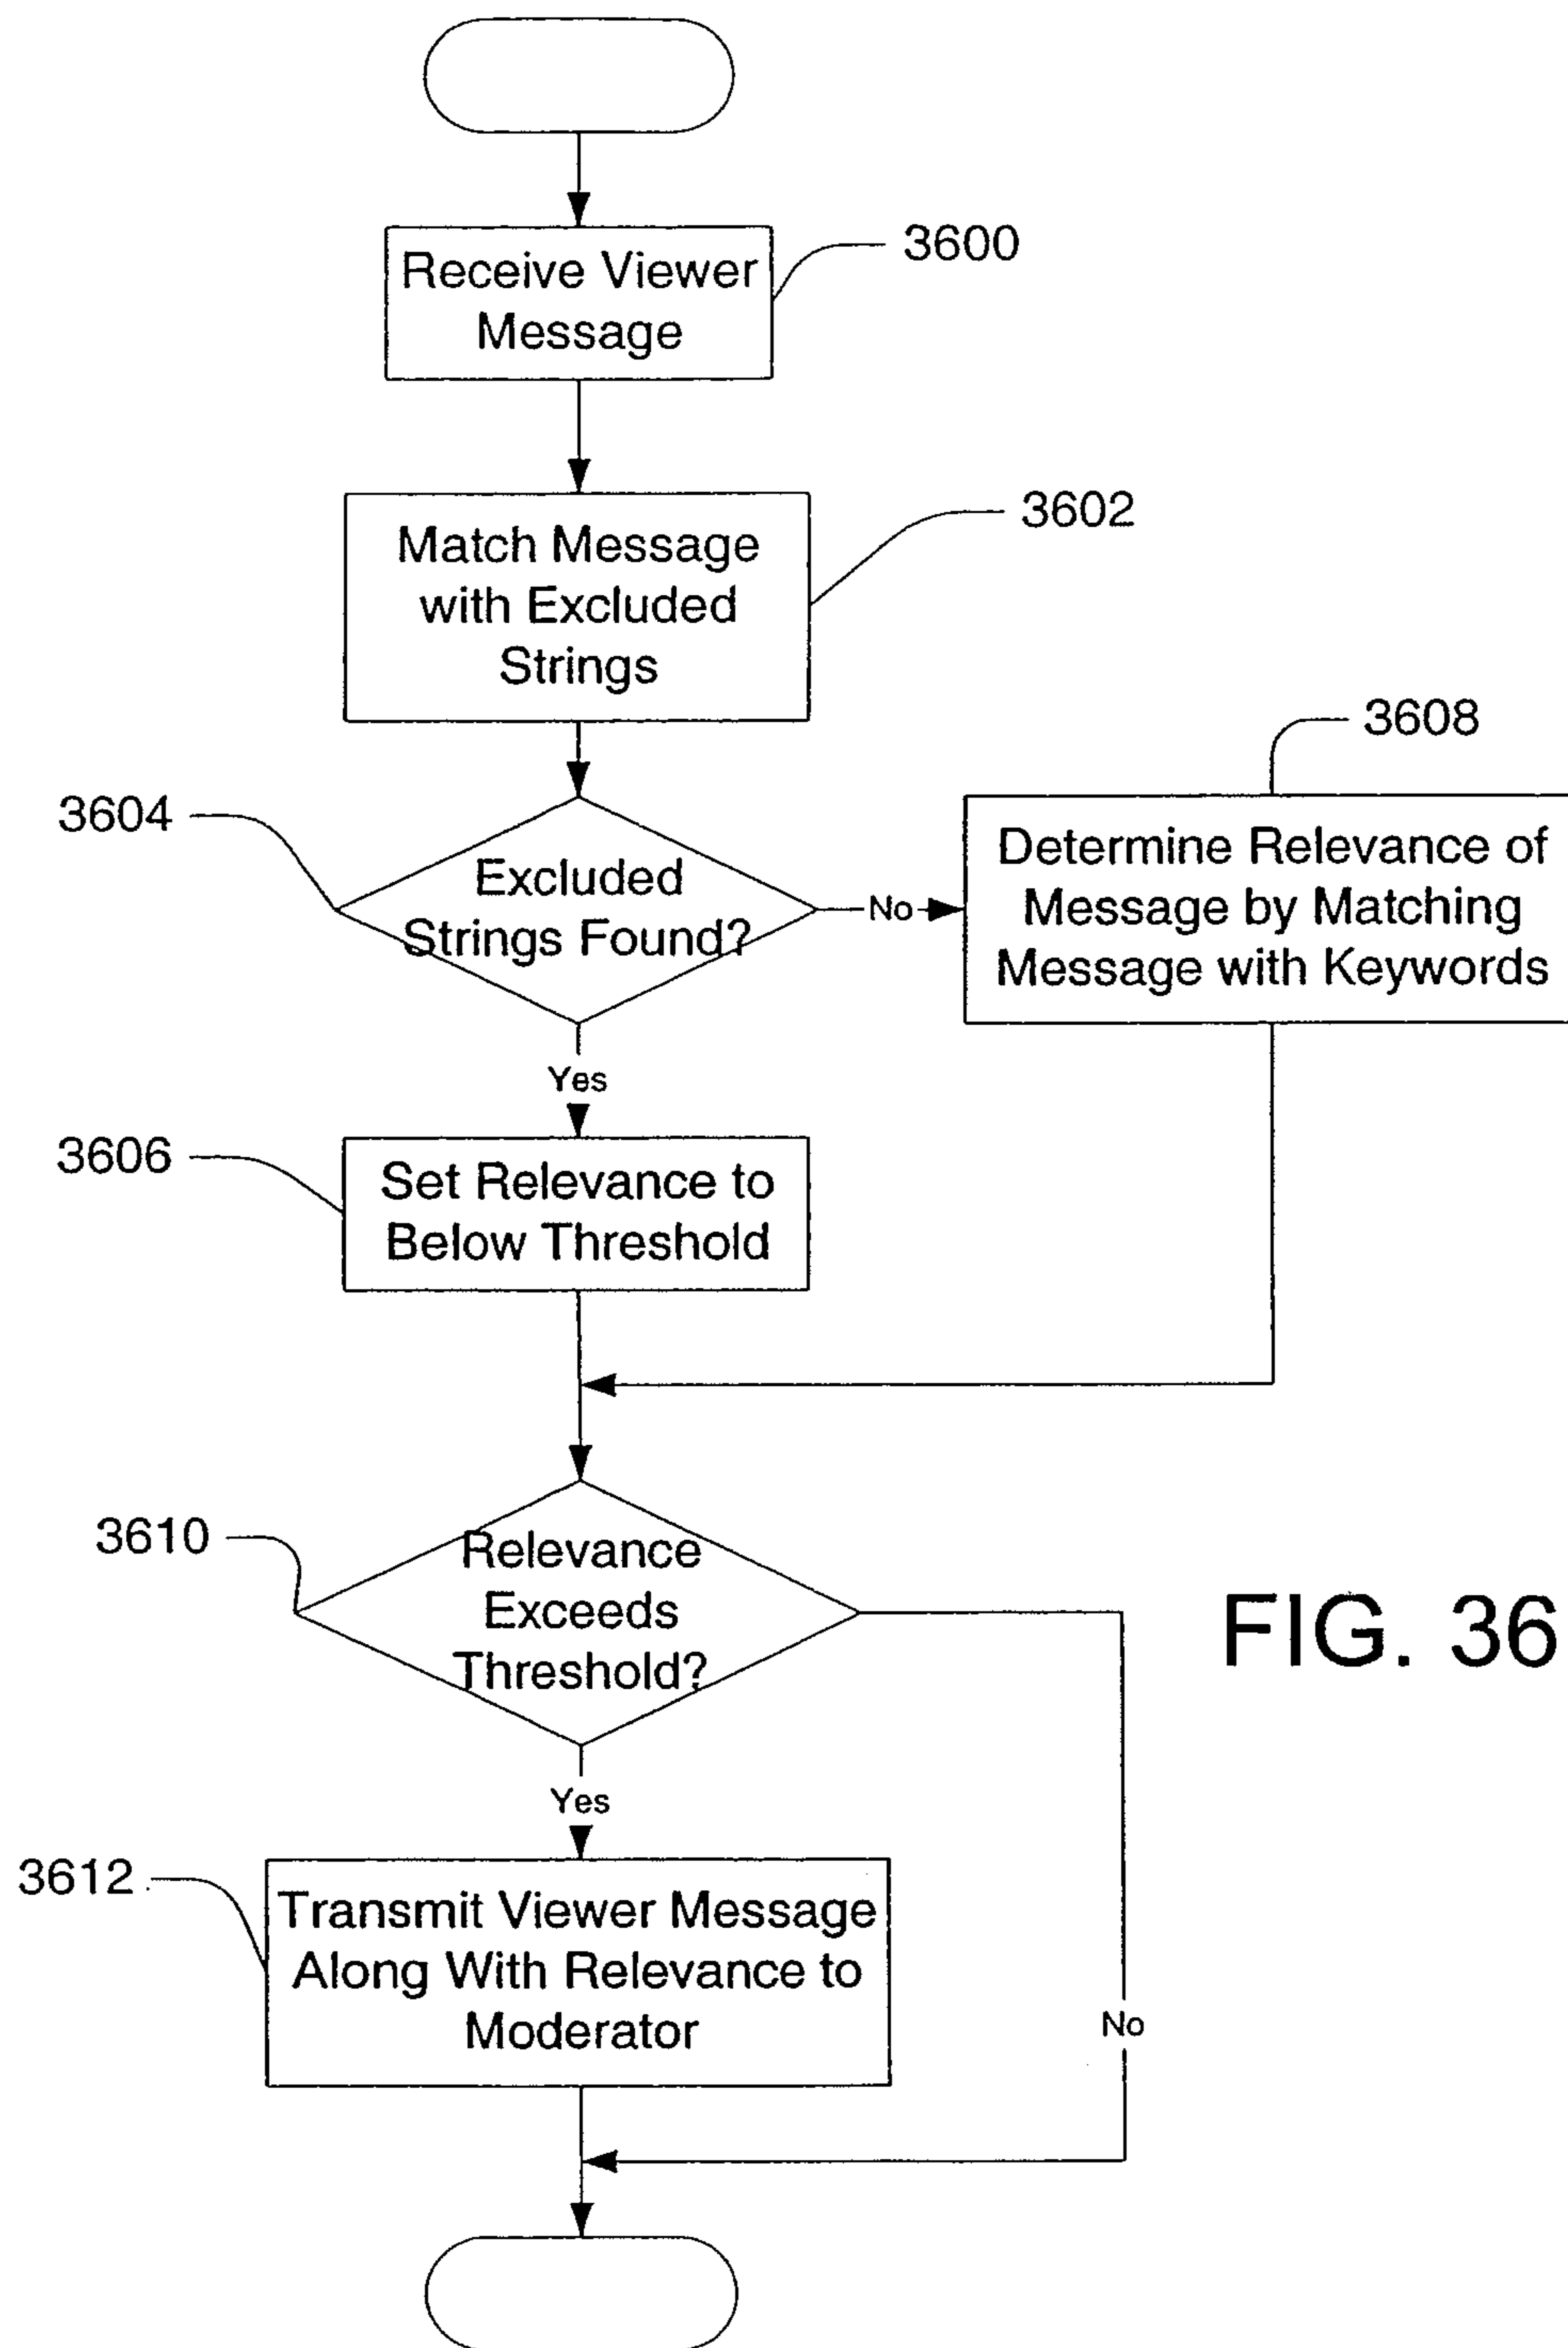 Receive Viewer
Message
3600
Match Message
with Excluded
Strings
3602
3604
Excluded
Strings Found?
No
3608
Determine Relevance of
Message by Matching
Message with Keywords
Yes
3606
Set Relevance to
Below Threshold
3610
Relevance
Exceeds
Threshold?
FIG. 36
Yes
3612
Transmit Viewer Message
Along With Relevance to
Moderator
No